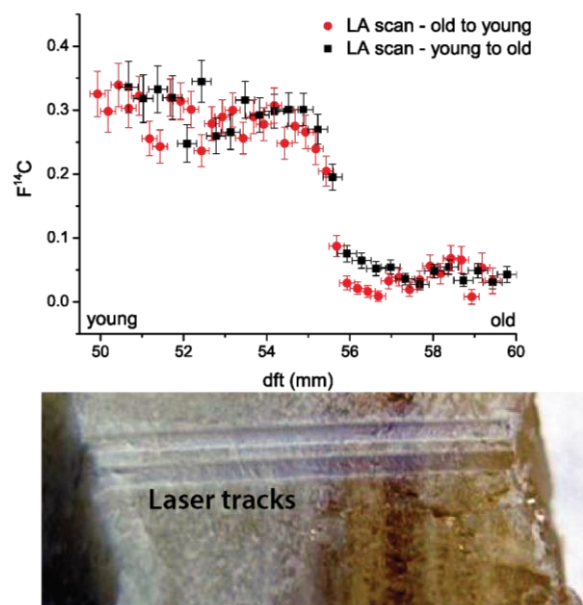 LA scan - old to young
LA scan - young to old
0.4
0.3
0.2
0.1
0.0
F¹⁴C
young
old
50 52 54 56 58 60
dft (mm)
Laser tracks